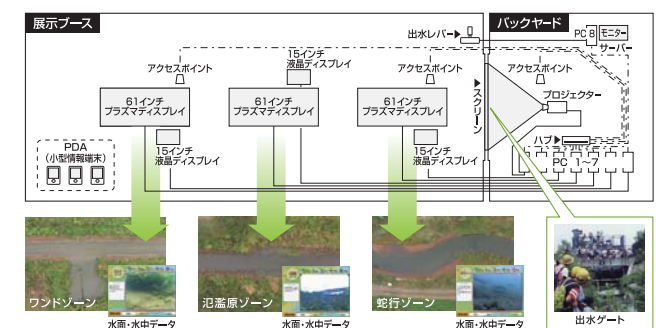 展示ブース
バックヤード
出水レバー▶
PC 8
モニター
サーバー
15インチ
液晶ディスプレイ
アクセスポイント
アクセスポイント
アクセスポイント
61インチ
プラズマディスプレイ
61インチ
プラズマディスプレイ
61インチ
プラズマディスプレイ
▶スクリーン
プロジェクター
ハブ▶
PC 1〜7
PDA
(小型情報端末)
15インチ
液晶ディスプレイ
15インチ
液晶ディスプレイ
ワンドゾーン
水面・水中データ
氾濫原ゾーン
水面・水中データ
蛇行ゾーン
水面・水中データ
出水ゲート